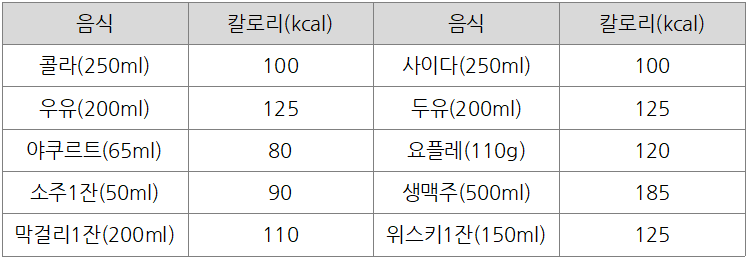 음식 칼로리(kcal) 음식 칼로리(kcal)
콜라(250ml) 100 사이다(250ml) 100
우유(200ml) 125 두유(200ml) 125
야쿠르트(65ml) 80 요플레(110g) 120
소주1잔(50ml) 90 생맥주(500ml) 185
막걸리1잔(200ml) 110 위스키1잔(150ml) 125